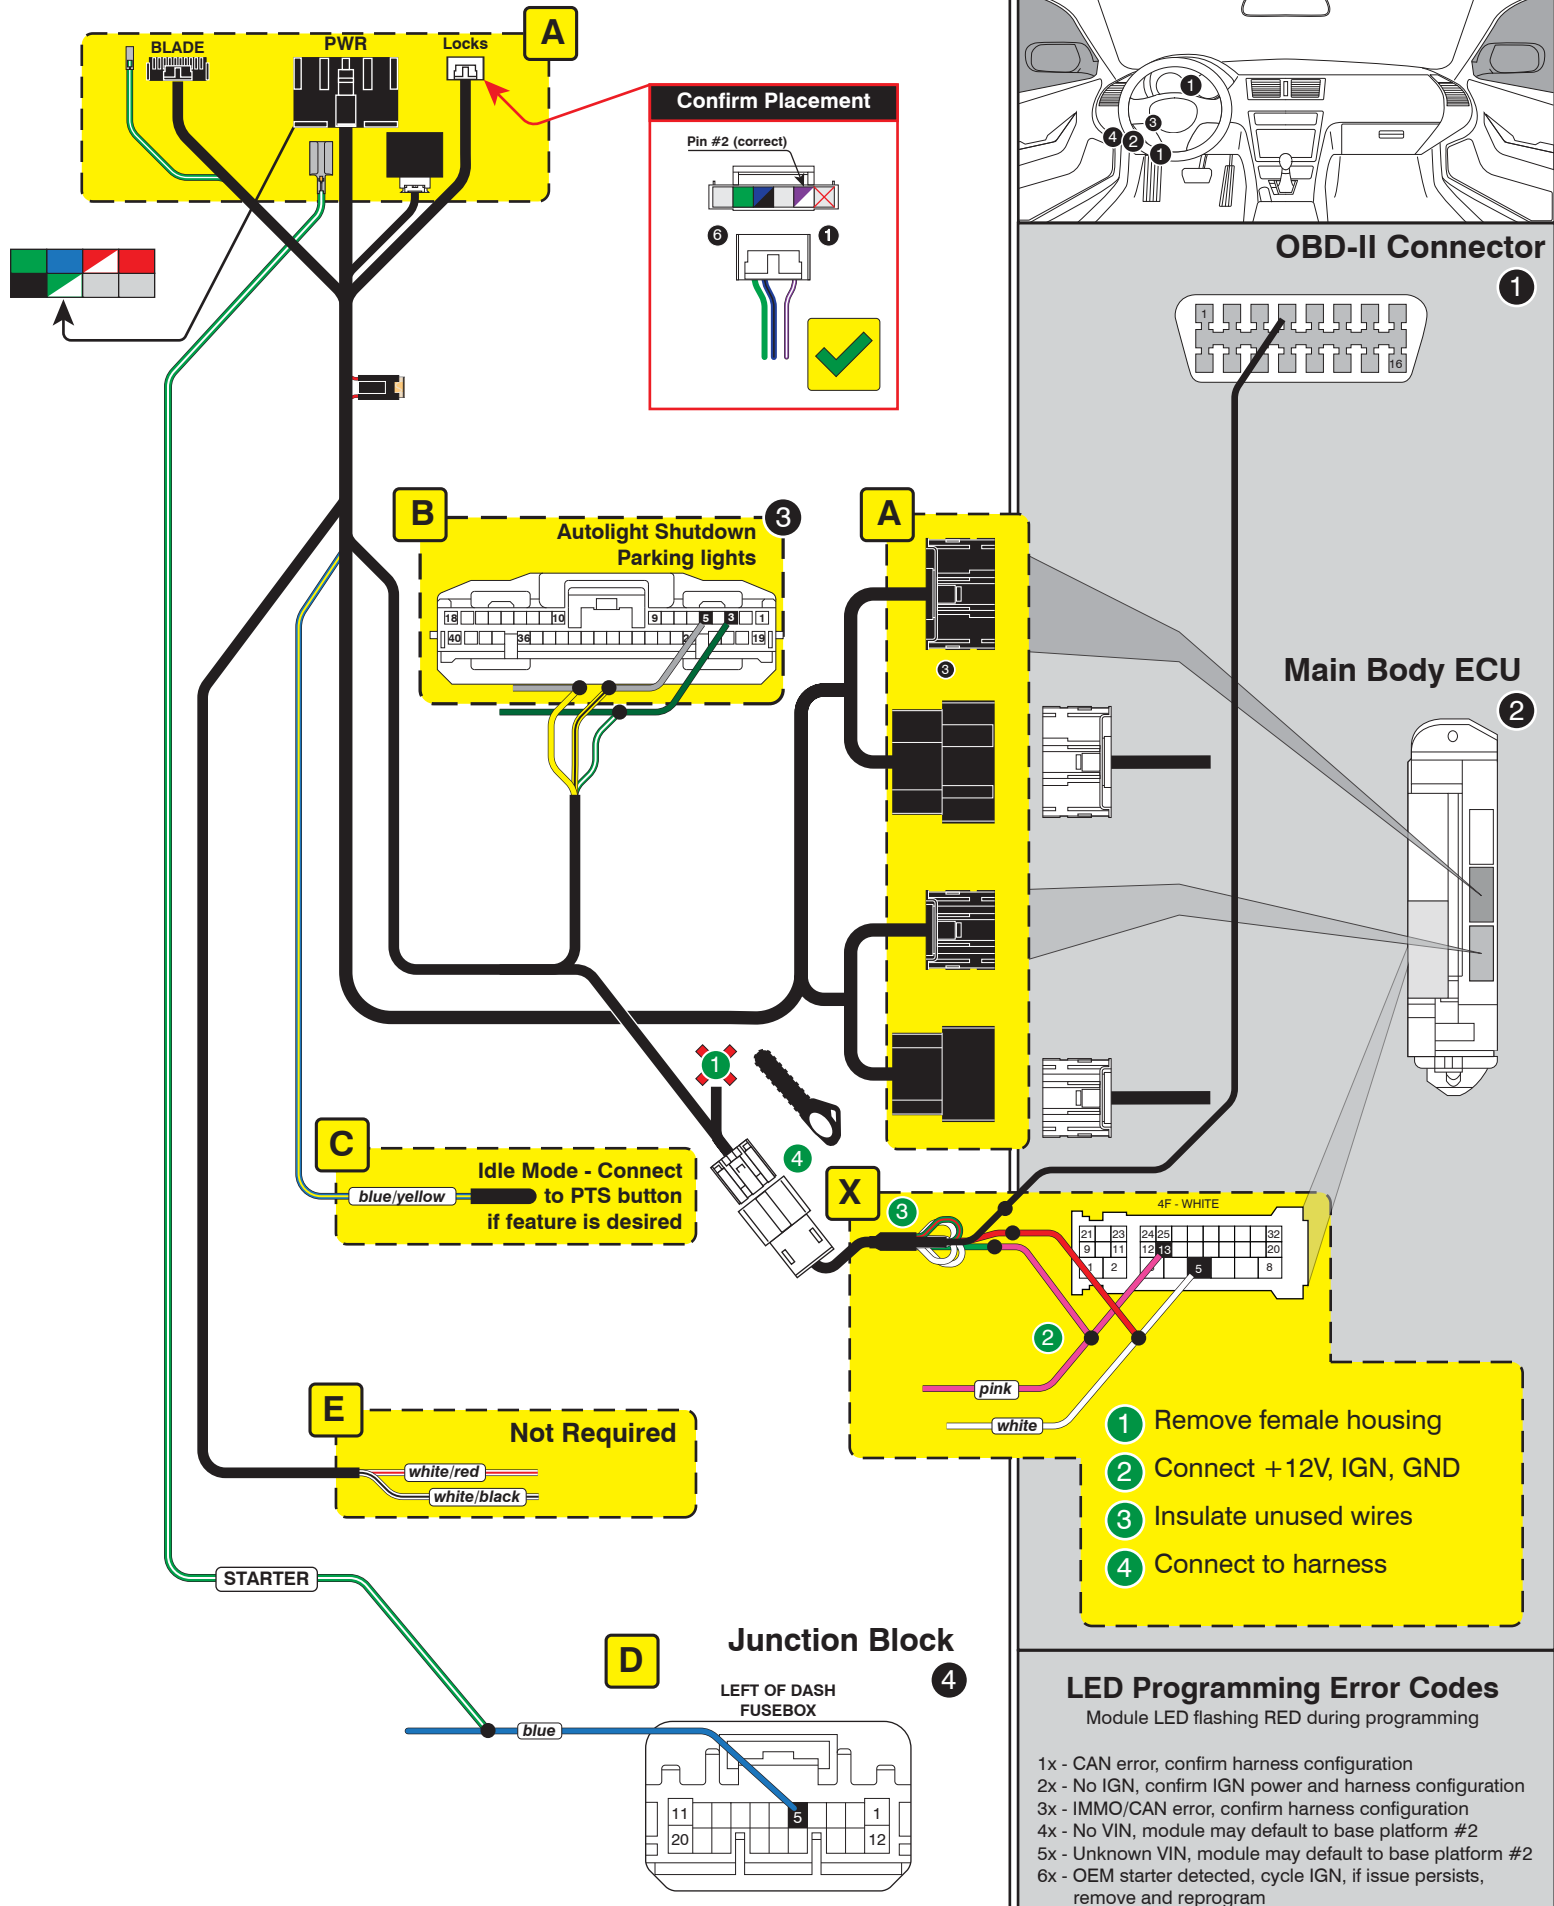 A
BLADE
PWR
Locks
Confirm Placement
Pin #2 (correct)
6
1
1
3
4
2
1
OBD-II Connector
1
1
16
B
Autolight Shutdown
Parking lights
3
18
10
9
5
3
1
40
36
2
19
A
3
Main Body ECU
2
1
4
C
Idle Mode - Connect
to PTS button
if feature is desired
blue/yellow
X
3
4F - WHITE
21
23
24
25
32
9
11
12
13
20
1
2
5
8
2
pink
white
1 Remove female housing
2 Connect +12V, IGN, GND
3 Insulate unused wires
4 Connect to harness
E
Not Required
white/red
white/black
STARTER
D
Junction Block
4
LEFT OF DASH
FUSEBOX
blue
11
5
1
20
12
LED Programming Error Codes
Module LED flashing RED during programming
1x - CAN error, confirm harness configuration
2x - No IGN, confirm IGN power and harness configuration
3x - IMMO/CAN error, confirm harness configuration
4x - No VIN, module may default to base platform #2
5x - Unknown VIN, module may default to base platform #2
6x - OEM starter detected, cycle IGN, if issue persists,
remove and reprogram